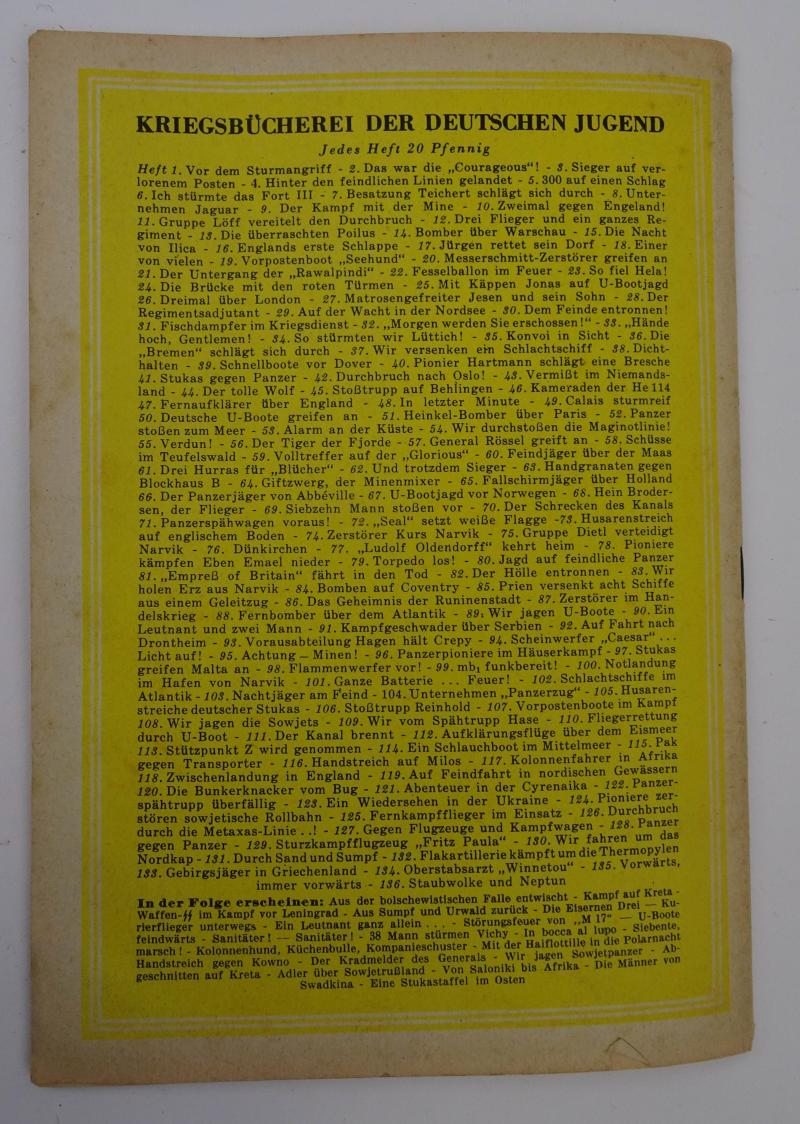 KRIEGSBÜCHEREI DER DEUTSCHEN JUGEND
Jedes Heft 20 Pfennig
Heft 1. Vor dem Sturmangriff - 2. Das war die „Courageous“! - 3. Sieger auf ver-
lorenem Posten - 4. Hinter den feindlichen Linien gelandet - 5. 300 auf einen Schlag
6. Ich stürmte das Fort III - 7. Besatzung Teichert schlägt sich durch - 8. Unter-
nehmen Jaguar - 9. Der Kampf mit der Mine - 10. Zweimal gegen Engeland!
11. Gruppe Löff vereitelt den Durchbruch - 12. Drei Flieger und ein ganzes Re-
giment - 13. Die überraschten Poilus - 14. Bomber über Warschau - 15. Die Nacht
von Ilica - 16. Englands erste Schlappe - 17. Jürgen rettet sein Dorf - 18. Einer
von vielen - 19. Vorpostenboot „Seehund“ - 20. Messerschmitt-Zerstörer greifen an
21. Der Untergang der „Rawalpindi“ - 22. Fesselballon im Feuer - 23. So fiel Hela!
24. Die Brücke mit den roten Türmen - 25. Mit Käppen Jonas auf U-Bootjagd
26. Dreimal über London - 27. Matrosengefreiter Jesen und sein Sohn - 28. Der
Regimentsadjutant - 29. Auf der Wacht in der Nordsee - 30. Dem Feinde entronnen!
31. Fischdampfer im Kriegsdienst - 32. „Morgen werden Sie erschossen!“ - 33. „Hände
hoch, Gentlemen! - 34. So stürmten wir Lüttich! - 35. Konvoi in Sicht - 36. Die
„Bremen“ schlägt sich durch - 37. Wir versenken ein Schlachtschiff - 38. Dicht-
halten - 39. Schnellboote vor Dover - 40. Pionier Hartmann schlägt eine Bresche
41. Stukas gegen Panzer - 42. Durchbruch nach Oslo! - 43. Vermißt im Niemands-
land - 44. Der tolle Wolf - 45. Stoßtrupp auf Behlingen - 46. Kameraden der He 114
47. Fernaufklärer über England - 48. In letzter Minute - 49. Calais sturmreif
50. Deutsche U-Boote greifen an - 51. Heinkel-Bomber über Paris - 52. Panzer
stoßen zum Meer - 53. Alarm an der Küste - 54. Wir durchstoßen die Maginotlinie!
55. Verdun! - 56. Der Tiger der Fjorde - 57. General Rössel greift an - 58. Schüsse
im Teufelswald - 59. Volltreffer auf der „Glorious“ - 60. Feindjäger über der Maas
61. Drei Hurras für „Blücher“ - 62. Und trotzdem Sieger - 63. Handgranaten gegen
Blockhaus B - 64. Giftzwerg, der Minenmixer - 65. Fallschirmjäger über Holland
66. Der Panzerjäger von Abbéville - 67. U-Bootjagd vor Norwegen - 68. Hein Broder-
sen, der Flieger - 69. Siebzehn Mann stoßen vor - 70. Der Schrecken des Kanals
71. Panzerspähwagen voraus! - 72. „Seal“ setzt weiße Flagge -73. Husarenstreich
auf englischem Boden - 74. Zerstörer Kurs Narvik - 75. Gruppe Dietl verteidigt
Narvik - 76. Dünkirchen - 77. „Ludolf Oldendorff“ kehrt heim - 78. Pioniere
kämpfen Eben Emael nieder - 79. Torpedo los! - 80. Jagd auf feindliche Panzer
81. „Empreß of Britain“ fährt in den Tod - 82. Der Hölle entronnen - 83. Wir
holen Erz aus Narvik - 84. Bomben auf Coventry - 85. Prien versenkt acht Schiffe
aus einem Geleitzug - 86. Das Geheimnis der Runinenstadt - 87. Zerstörer im Han-
delskrieg - 88. Fernbomber über dem Atlantik - 89. Wir jagen U-Boote - 90. Ein
Leutnant und zwei Mann - 91. Kampfgeschwader über Serbien - 92. Auf Fahrt nach
Drontheim - 93. Vorausabteilung Hagen hält Crepy - 94. Scheinwerfer „Caesar“ ...
Licht auf! - 95. Achtung — Minen! - 96. Panzerpioniere im Häuserkampf - 97. Stukas
greifen Malta an - 98. Flammenwerfer vor! - 99. mb, funkbereit! - 100. Notlandung
im Hafen von Narvik - 101. Ganze Batterie ... Feuer! - 102. Schlachtschiffe im
Atlantik - 103. Nachtjäger am Feind - 104. Unternehmen „Panzerzug“ - 105. Husaren-
streiche deutscher Stukas - 106. Stoßtrupp Reinhold - 107. Vorpostenboote im Kampf
108. Wir jagen die Sowjets - 109. Wir vom Spähtrupp Hase - 110. Fliegerrettung
durch U-Boot - 111. Der Kanal brennt - 112. Aufklärungsflüge über dem Eismeer
113. Stützpunkt Z wird genommen - 114. Ein Schlauchboot im Mittelmeer - 115. Pak
gegen Transporter - 116. Handstreich auf Milos - 117. Kolonnenfahrer in Afrika
118. Zwischenlandung in England - 119. Auf Feindfahrt in nordischen Gewässern
120. Die Bunkerknacker vom Bug - 121. Abenteuer in der Cyrenaika - 122. Panzer-
spähtrupp überfällig - 123. Ein Wiedersehen in der Ukraine - 124. Pioniere zer-
stören sowjetische Rollbahn - 125. Fernkampfflieger im Einsatz - 126. Durchbruch
durch die Metaxas-Linie . .! - 127. Gegen Flugzeuge und Kampfwagen - 128. Panzer
gegen Panzer - 129. Sturzkampfflugzeug „Fritz Paula“ - 130. Wir fahren um das
Nordkap - 131. Durch Sand und Sumpf - 132. Flakartillerie kämpft um die Thermopylen
133. Gebirgsjäger in Griechenland - 134. Oberstabsarzt „Winnetou“ - 135. Vorwärts,
immer vorwärts - 136. Staubwolke und Neptun
In der Folge erscheinen: Aus der bolschewistischen Falle entwischt - Kampf auf Kreta -
Waffen-ϟϟ im Kampf vor Leningrad - Aus Sumpf und Urwald zurück - Die Eisernen Drei — Ku-
rierflieger unterwegs - Ein Leutnant ganz allein . . . - Störungsfeuer von „M 17“ — U-Boote
feindwärts - Sanitäter! — Sanitäter! - 38 Mann stürmen Vichy - In bocca al lupo - Siebente,
marsch! - Kolonnenhund, Küchenbulle, Kompanieschuster - Mit der Haiflottille in die Polarnacht
Handstreich gegen Kowno - Der Kradmelder des Generals - Wir jagen Sowjetpanzer - Ab-
geschnitten auf Kreta - Adler über Sowjetrußland - Von Saloniki bis Afrika - Die Männer von
Swadkina - Eine Stukastaffel im Osten